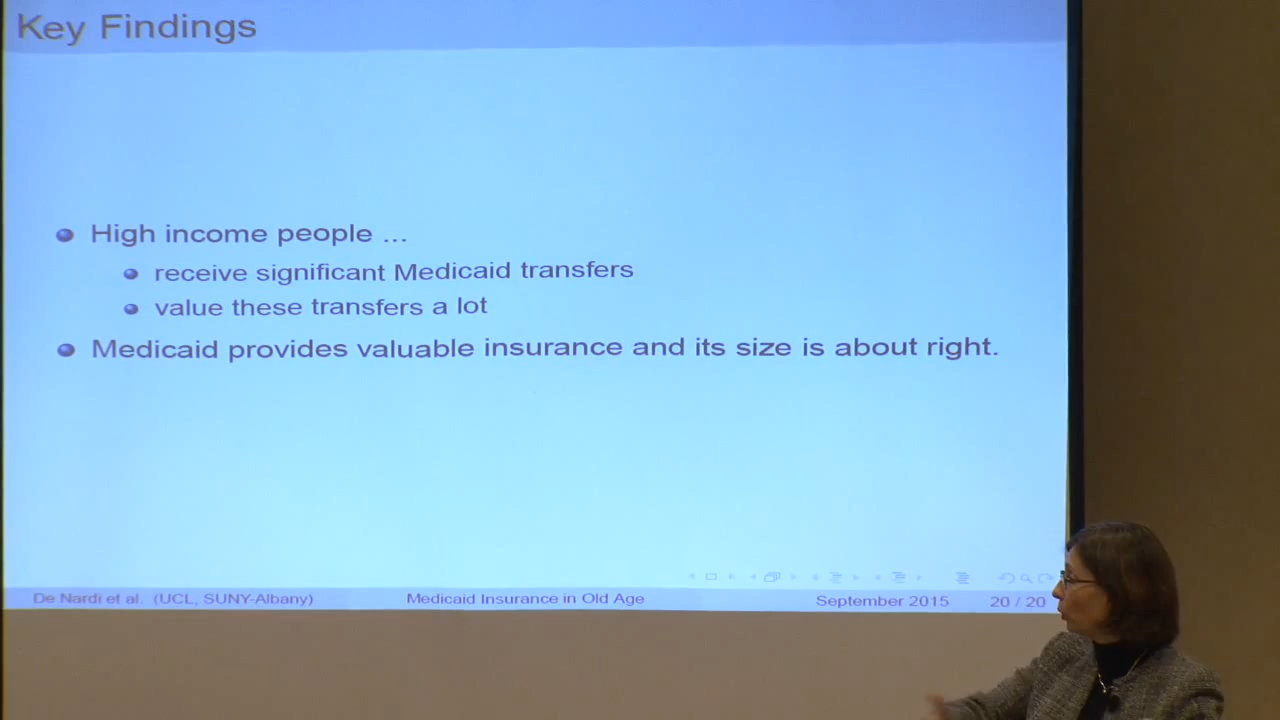 Key Findings
High income people ...
receive significant Medicaid transfers
value these transfers a lot
Medicaid provides valuable insurance and its size is about right.
De Nardi et al. (UCL, SUNY-Albany) Medicaid Insurance in Old Age September 2015 20 / 20